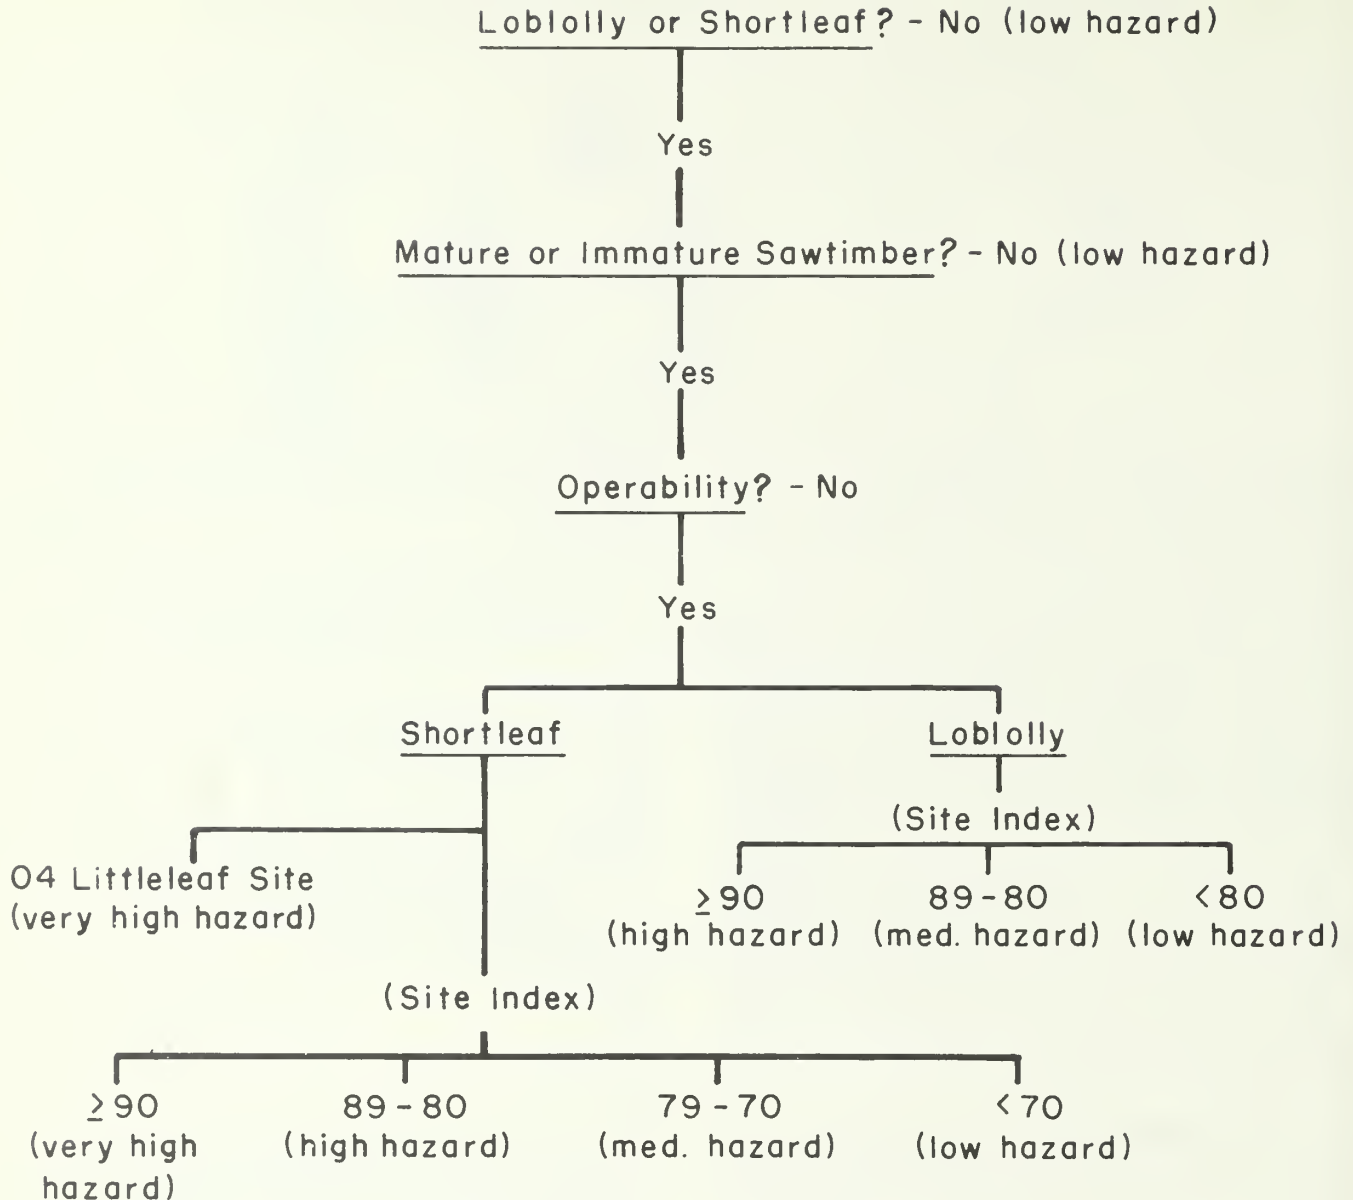 Loblolly or Shortleaf? - No (low hazard)
Yes
Mature or Immature Sawtimber? - No (low hazard)
Yes
Operability? - No
Yes
Shortleaf
Loblolly
(Site Index)
04 Littleleaf Site
(very high hazard)
≥90 89-80 <80
(high hazard) (med. hazard) (low hazard)
(Site Index)
≥90 89-80 79-70 <70
(very high (high hazard) (med. hazard) (low hazard)
hazard)